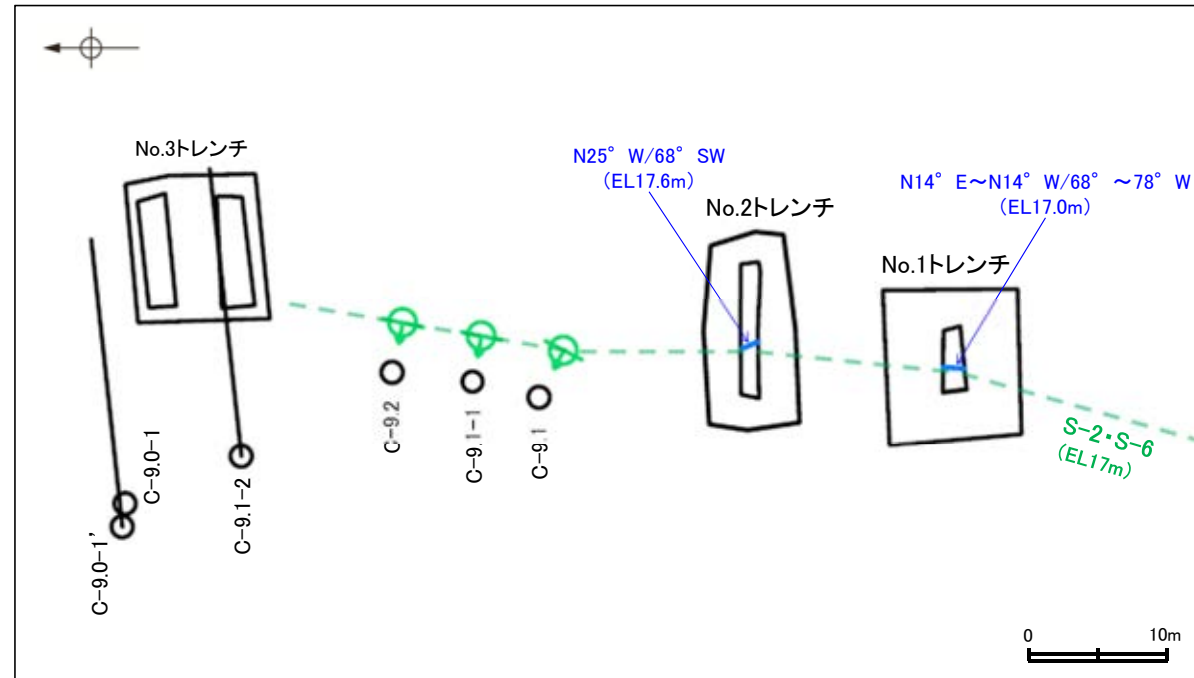 No.3トレンチ
N25° W/68° SW
(EL17.6m)
No.2トレンチ
N14° E～N14° W/68° ～78° W
(EL17.0m)
No.1トレンチ
C-9.2
C-9.1-1
C-9.1
S-2・S-6
(EL17m)
C-9.0-1
C-9.1-2
C-9.0-1’
0 10m